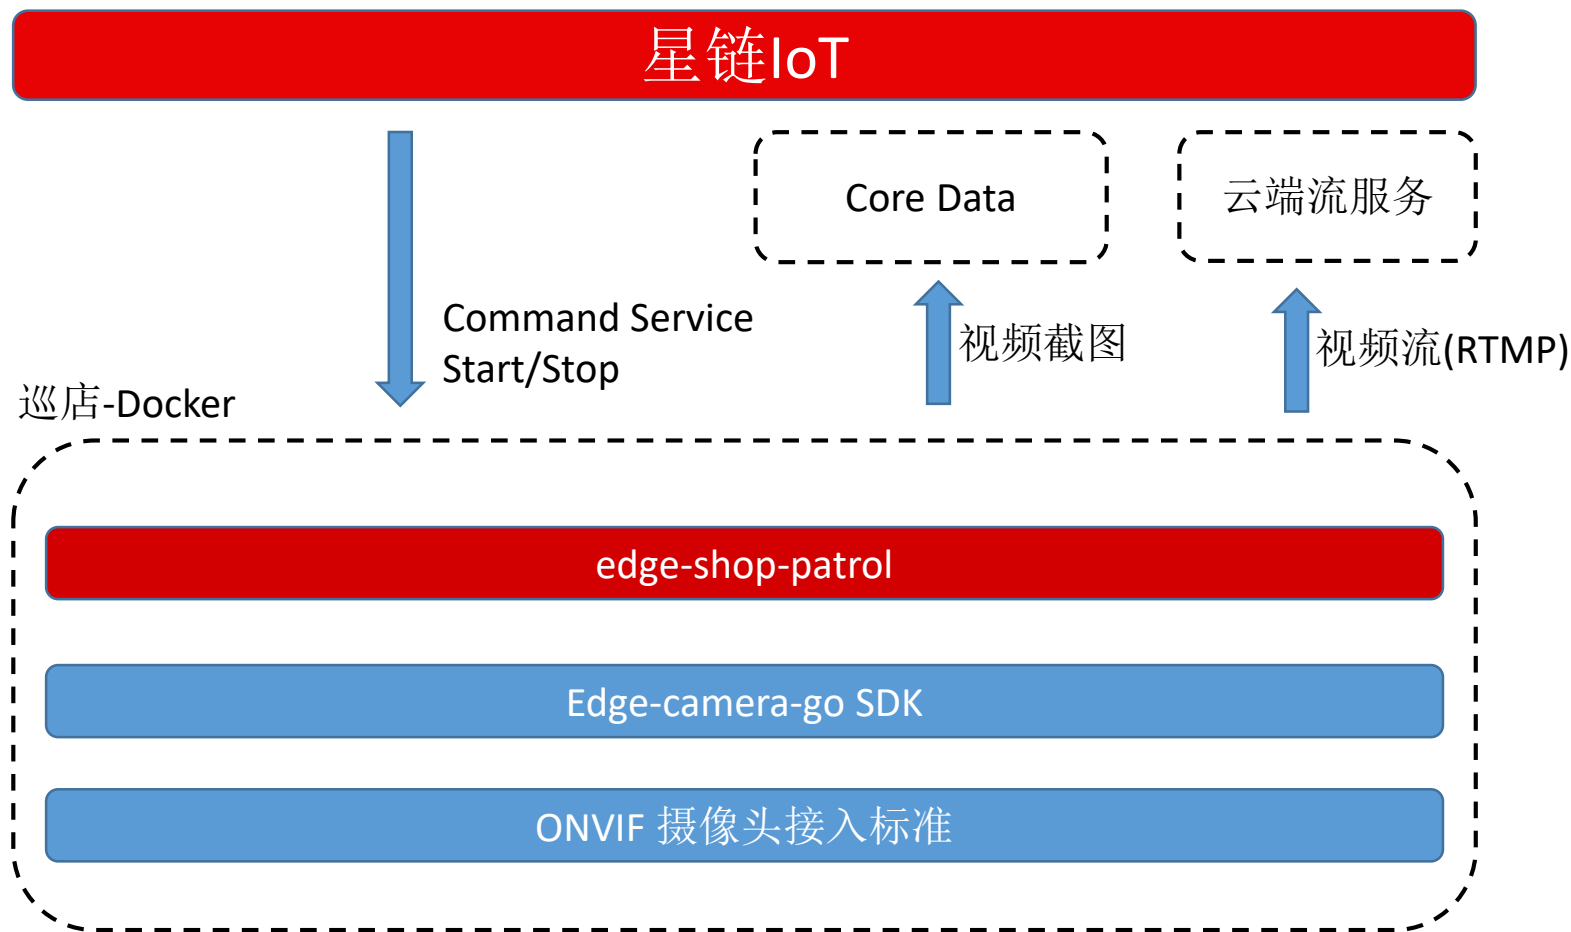 星链IoT
Core Data
云端流服务
Command Service
Start/Stop
视频截图
视频流(RTMP)
巡店-Docker
edge-shop-patrol
Edge-camera-go SDK
ONVIF 摄像头接入标准